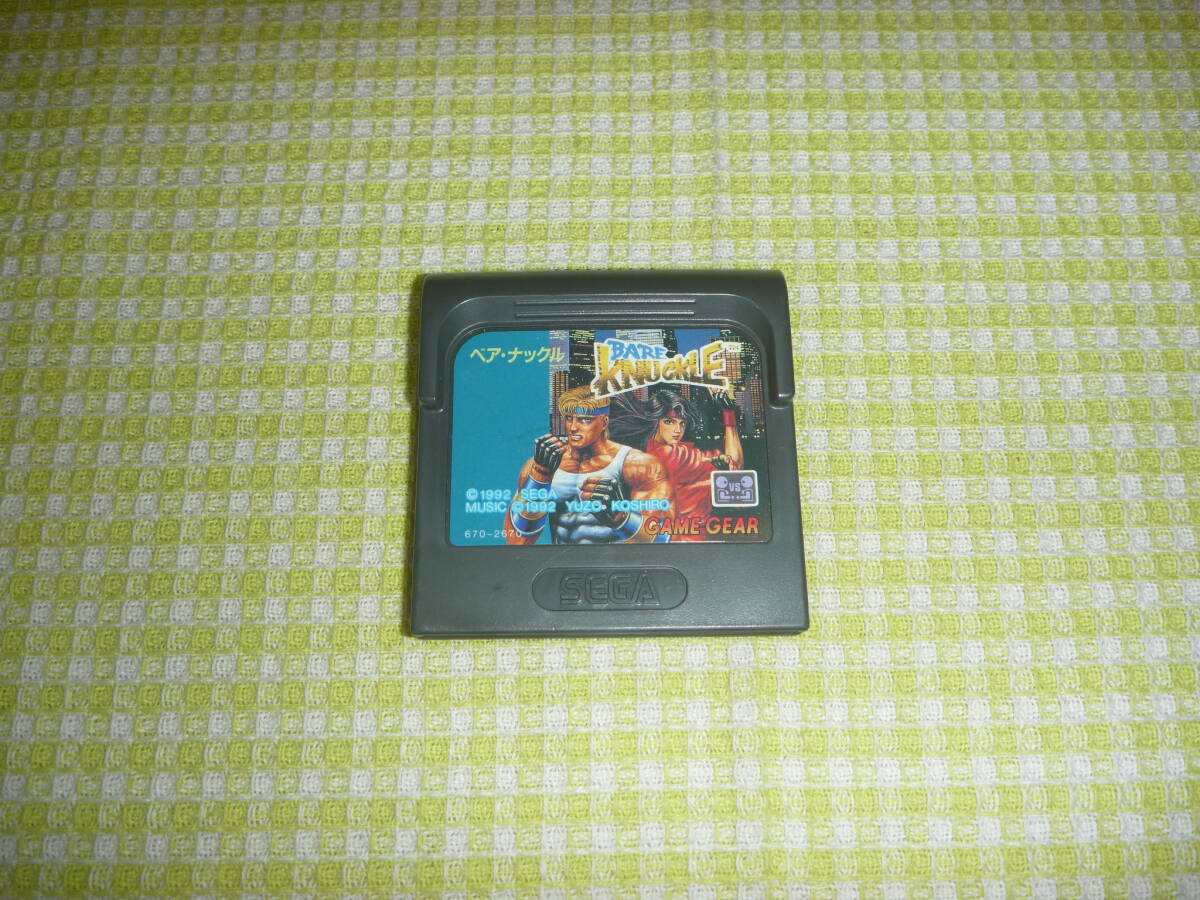 ベア・ナックル
BARE
KNUCKLE
VS
©1992 SEGA
MUSIC ©1992 YUZO KOSHIRO
GAME GEAR
670-2670
SEGA